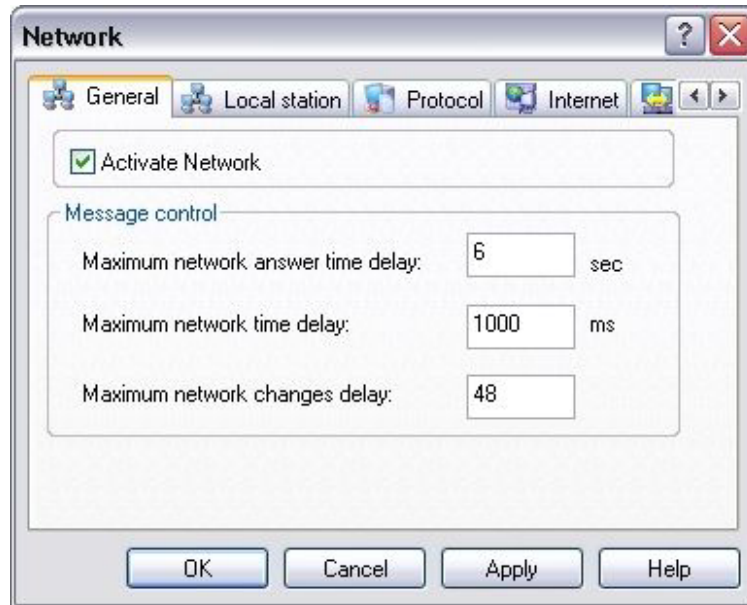 Network
General Local station Protocol Internet
Activate Network
Message control
Maximum network answer time delay: 6 sec
Maximum network time delay: 1000 ms
Maximum network changes delay: 48
OK Cancel Apply Help